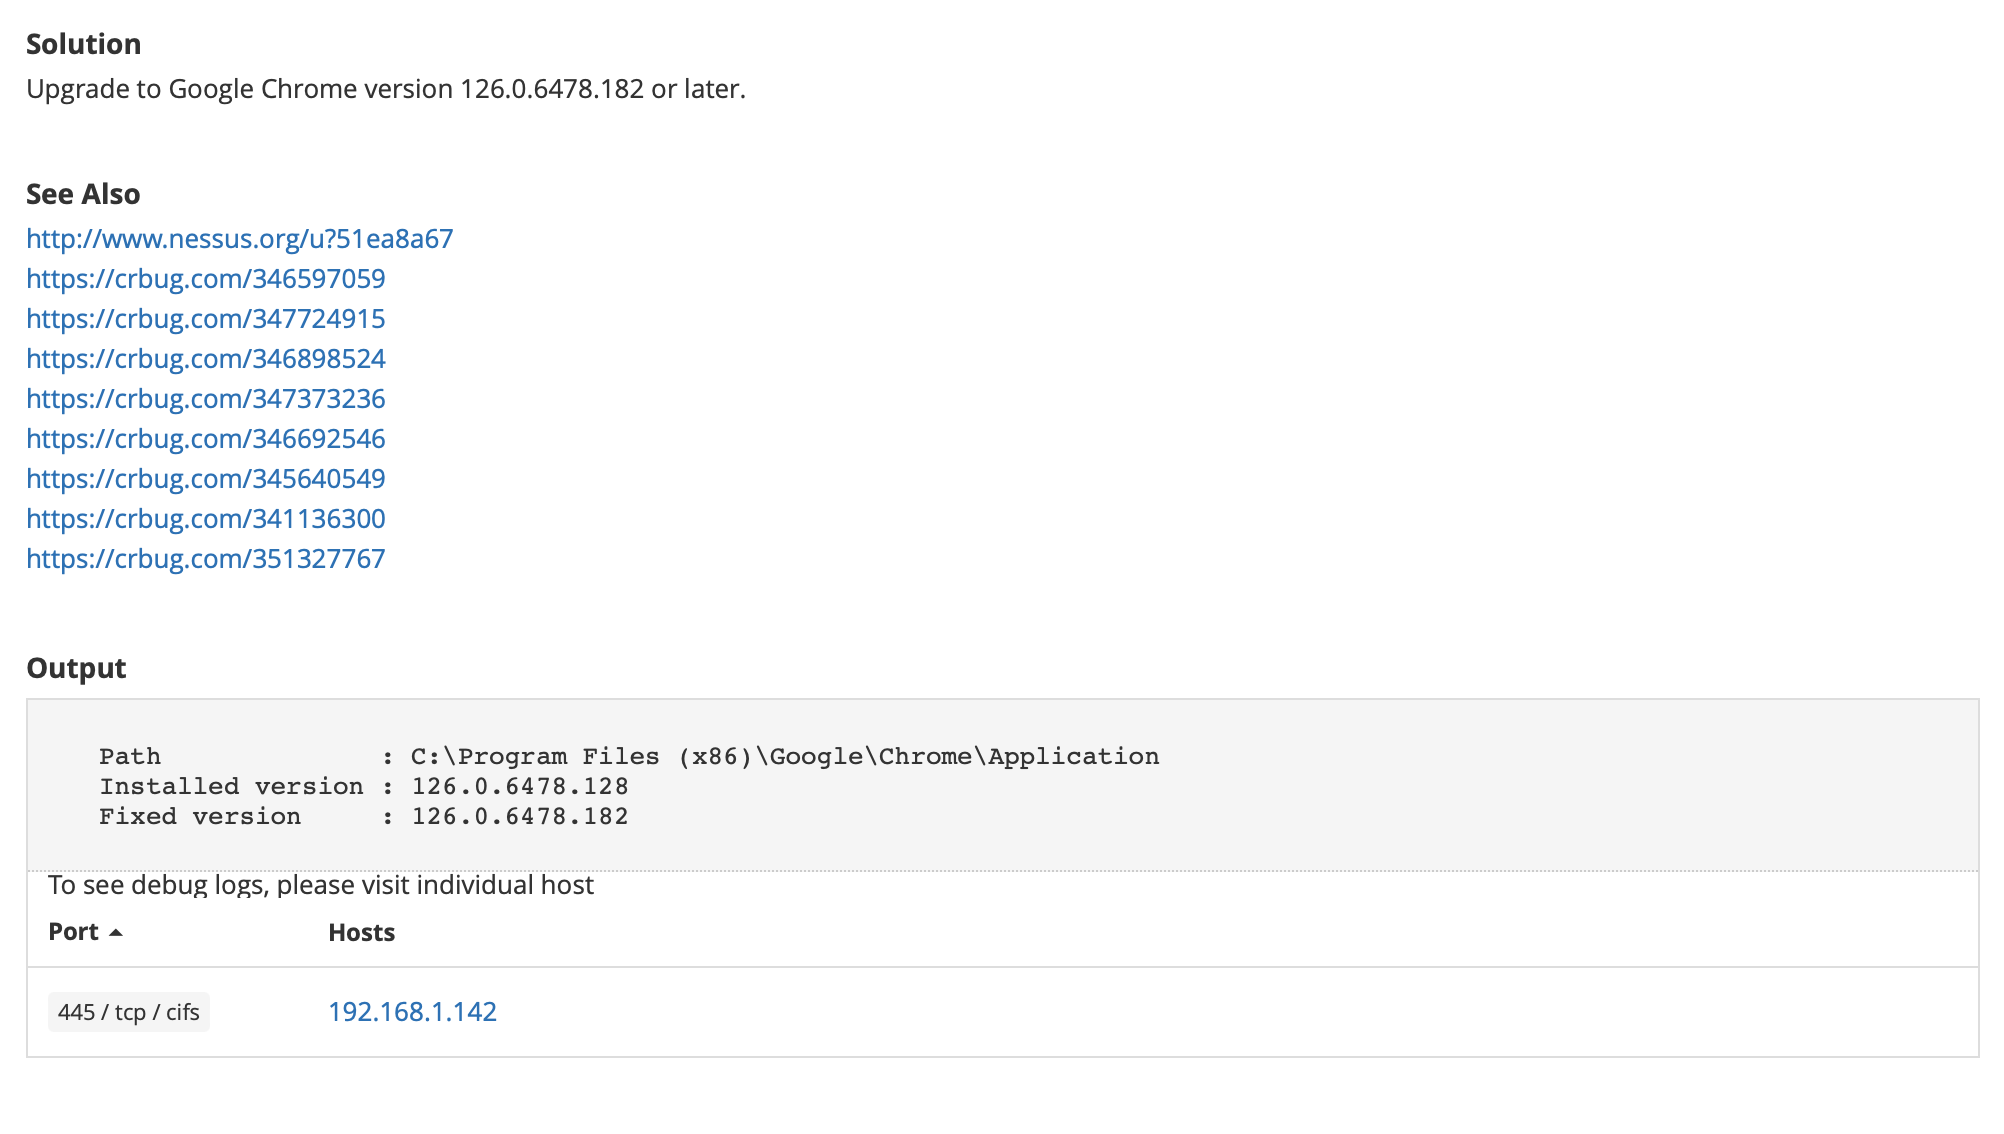 Solution
Upgrade to Google Chrome version 126.0.6478.182 or later.
See Also
http://www.nessus.org/u?51ea8a67
https://crbug.com/346597059
https://crbug.com/347724915
https://crbug.com/346898524
https://crbug.com/347373236
https://crbug.com/346692546
https://crbug.com/345640549
https://crbug.com/341136300
https://crbug.com/351327767
Output
Path : C:\Program Files (x86)\Google\Chrome\Application
Installed version : 126.0.6478.128
Fixed version : 126.0.6478.182
To see debug logs, please visit individual host
Port Hosts
445 / tcp / cifs 192.168.1.142